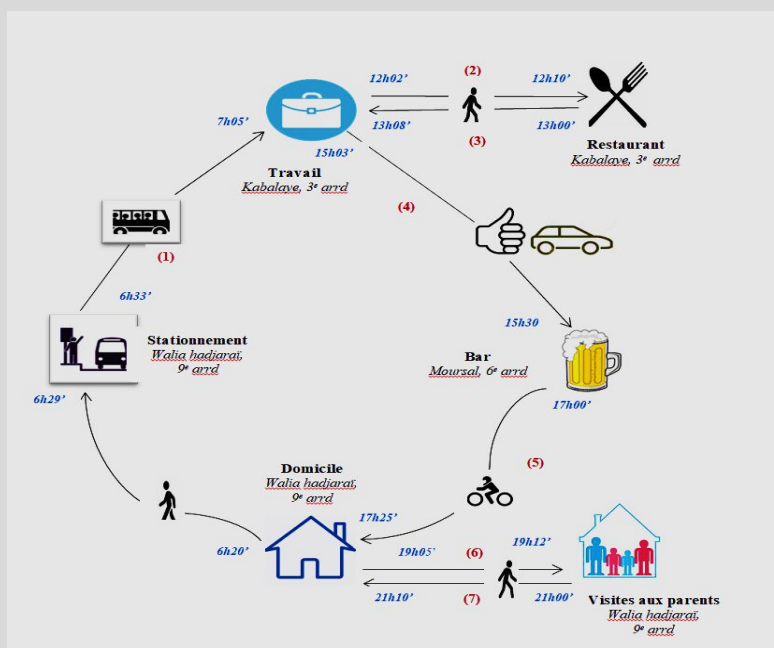 12h02’
(2)
12h10’
7h05’
13h08’
(3)
13h00’
15h03’
Restaurant
Kabalaye, 3e arrd
Travail
Kabalaye, 3e arrd
(4)
(1)
6h33’
15h30
Stationnement
Walia hadjaraï,
9e arrd
Bar
Moursal, 6e arrd
6h29’
17h00’
Domicile
Walia hadjaraï,
9e arrd
(5)
17h25’
6h20’
19h05’
(6)
19h12’
21h10’
(7)
21h00’
Visites aux parents
Walia hadjaraï,
9e arrd